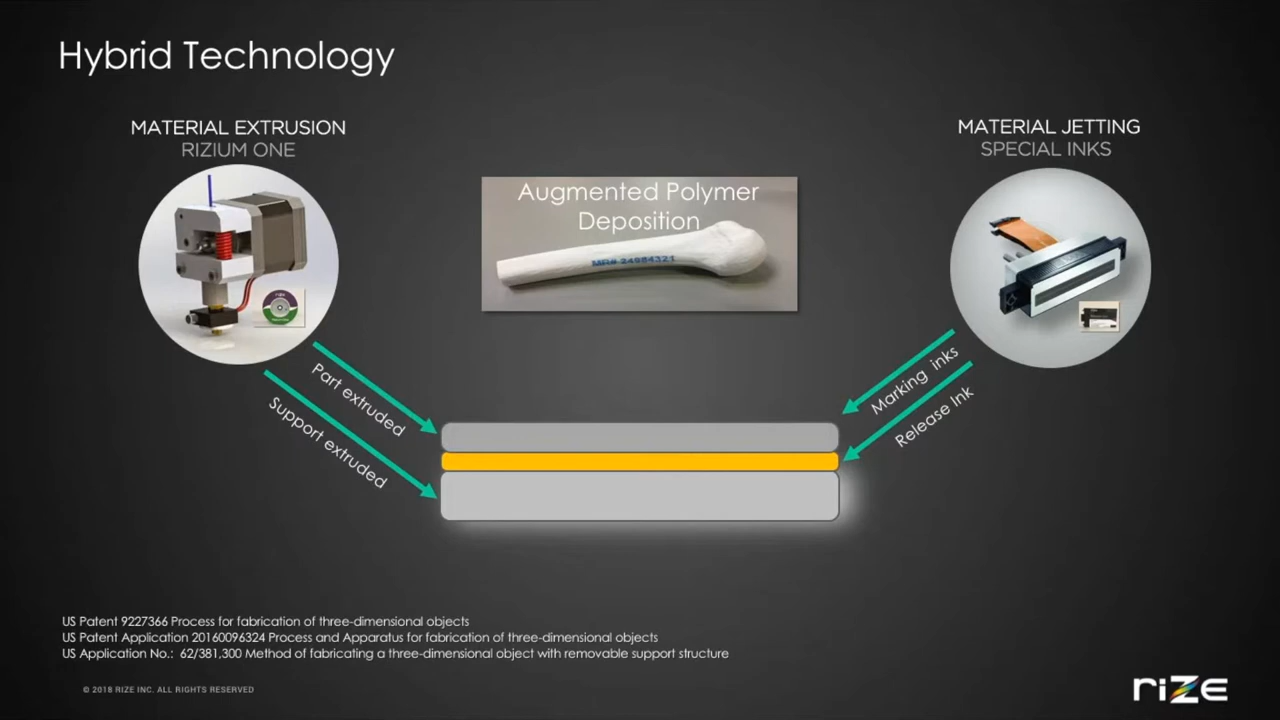 Hybrid Technology
MATERIAL EXTRUSION
RIZIUM ONE
MATERIAL JETTING
SPECIAL INKS
Augmented Polymer
Deposition
MR# 24684321
Part extruded
Support extruded
Marking inks
Release Ink
US Patent 9227366 Process for fabrication of three-dimensional objects
US Patent Application 20160096324 Process and Apparatus for fabrication of three-dimensional objects
US Application No.: 62/381,300 Method of fabricating a three-dimensional object with removable support structure
© 2018 RIZE INC. ALL RIGHTS RESERVED
rize